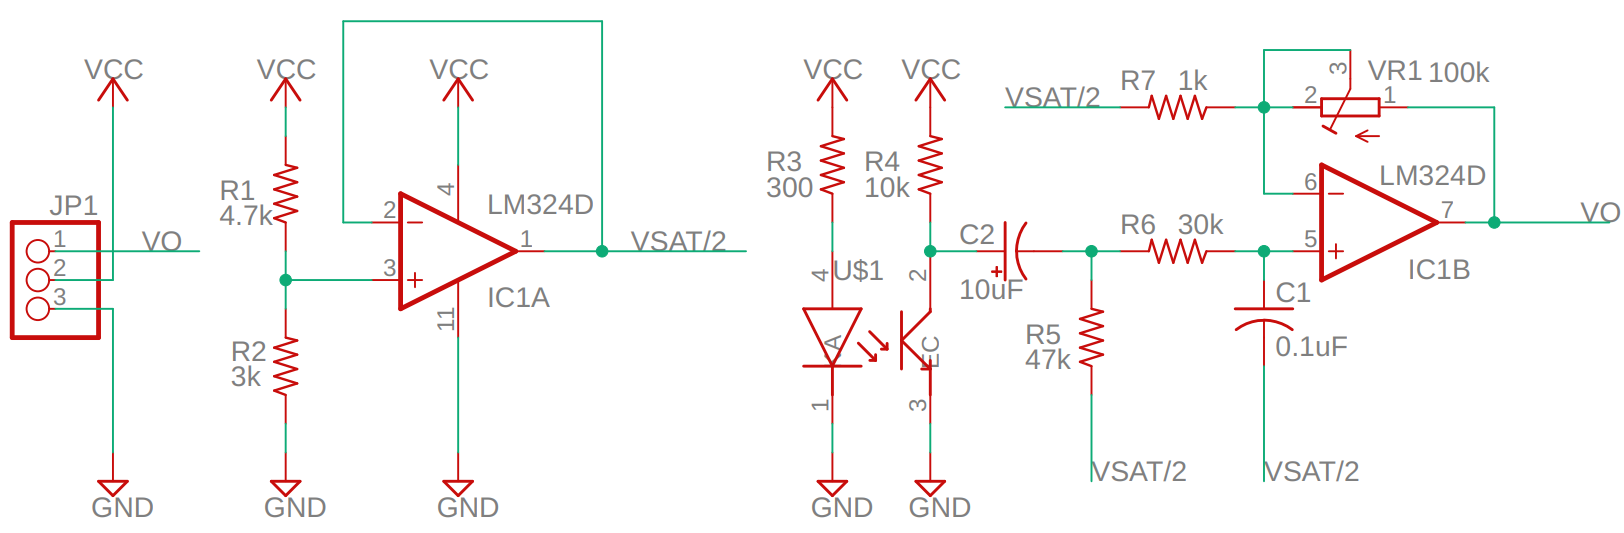 VCC
VCC
VCC
VCC
VCC
VSAT/2
R7 1k
2
3
VR1 100k
1
JP1
1
2
3
VO
R1
4.7k
R2
3k
2
3
4
11
LM324D
1
IC1A
VSAT/2
R3
300
R4
10k
4
U$1
A
1
2
EC
3
C2
10uF
R5
47k
R6 30k
C1
0.1uF
6
5
LM324D
7
IC1B
VO
VSAT/2
VSAT/2
GND
GND
GND
GND
GND